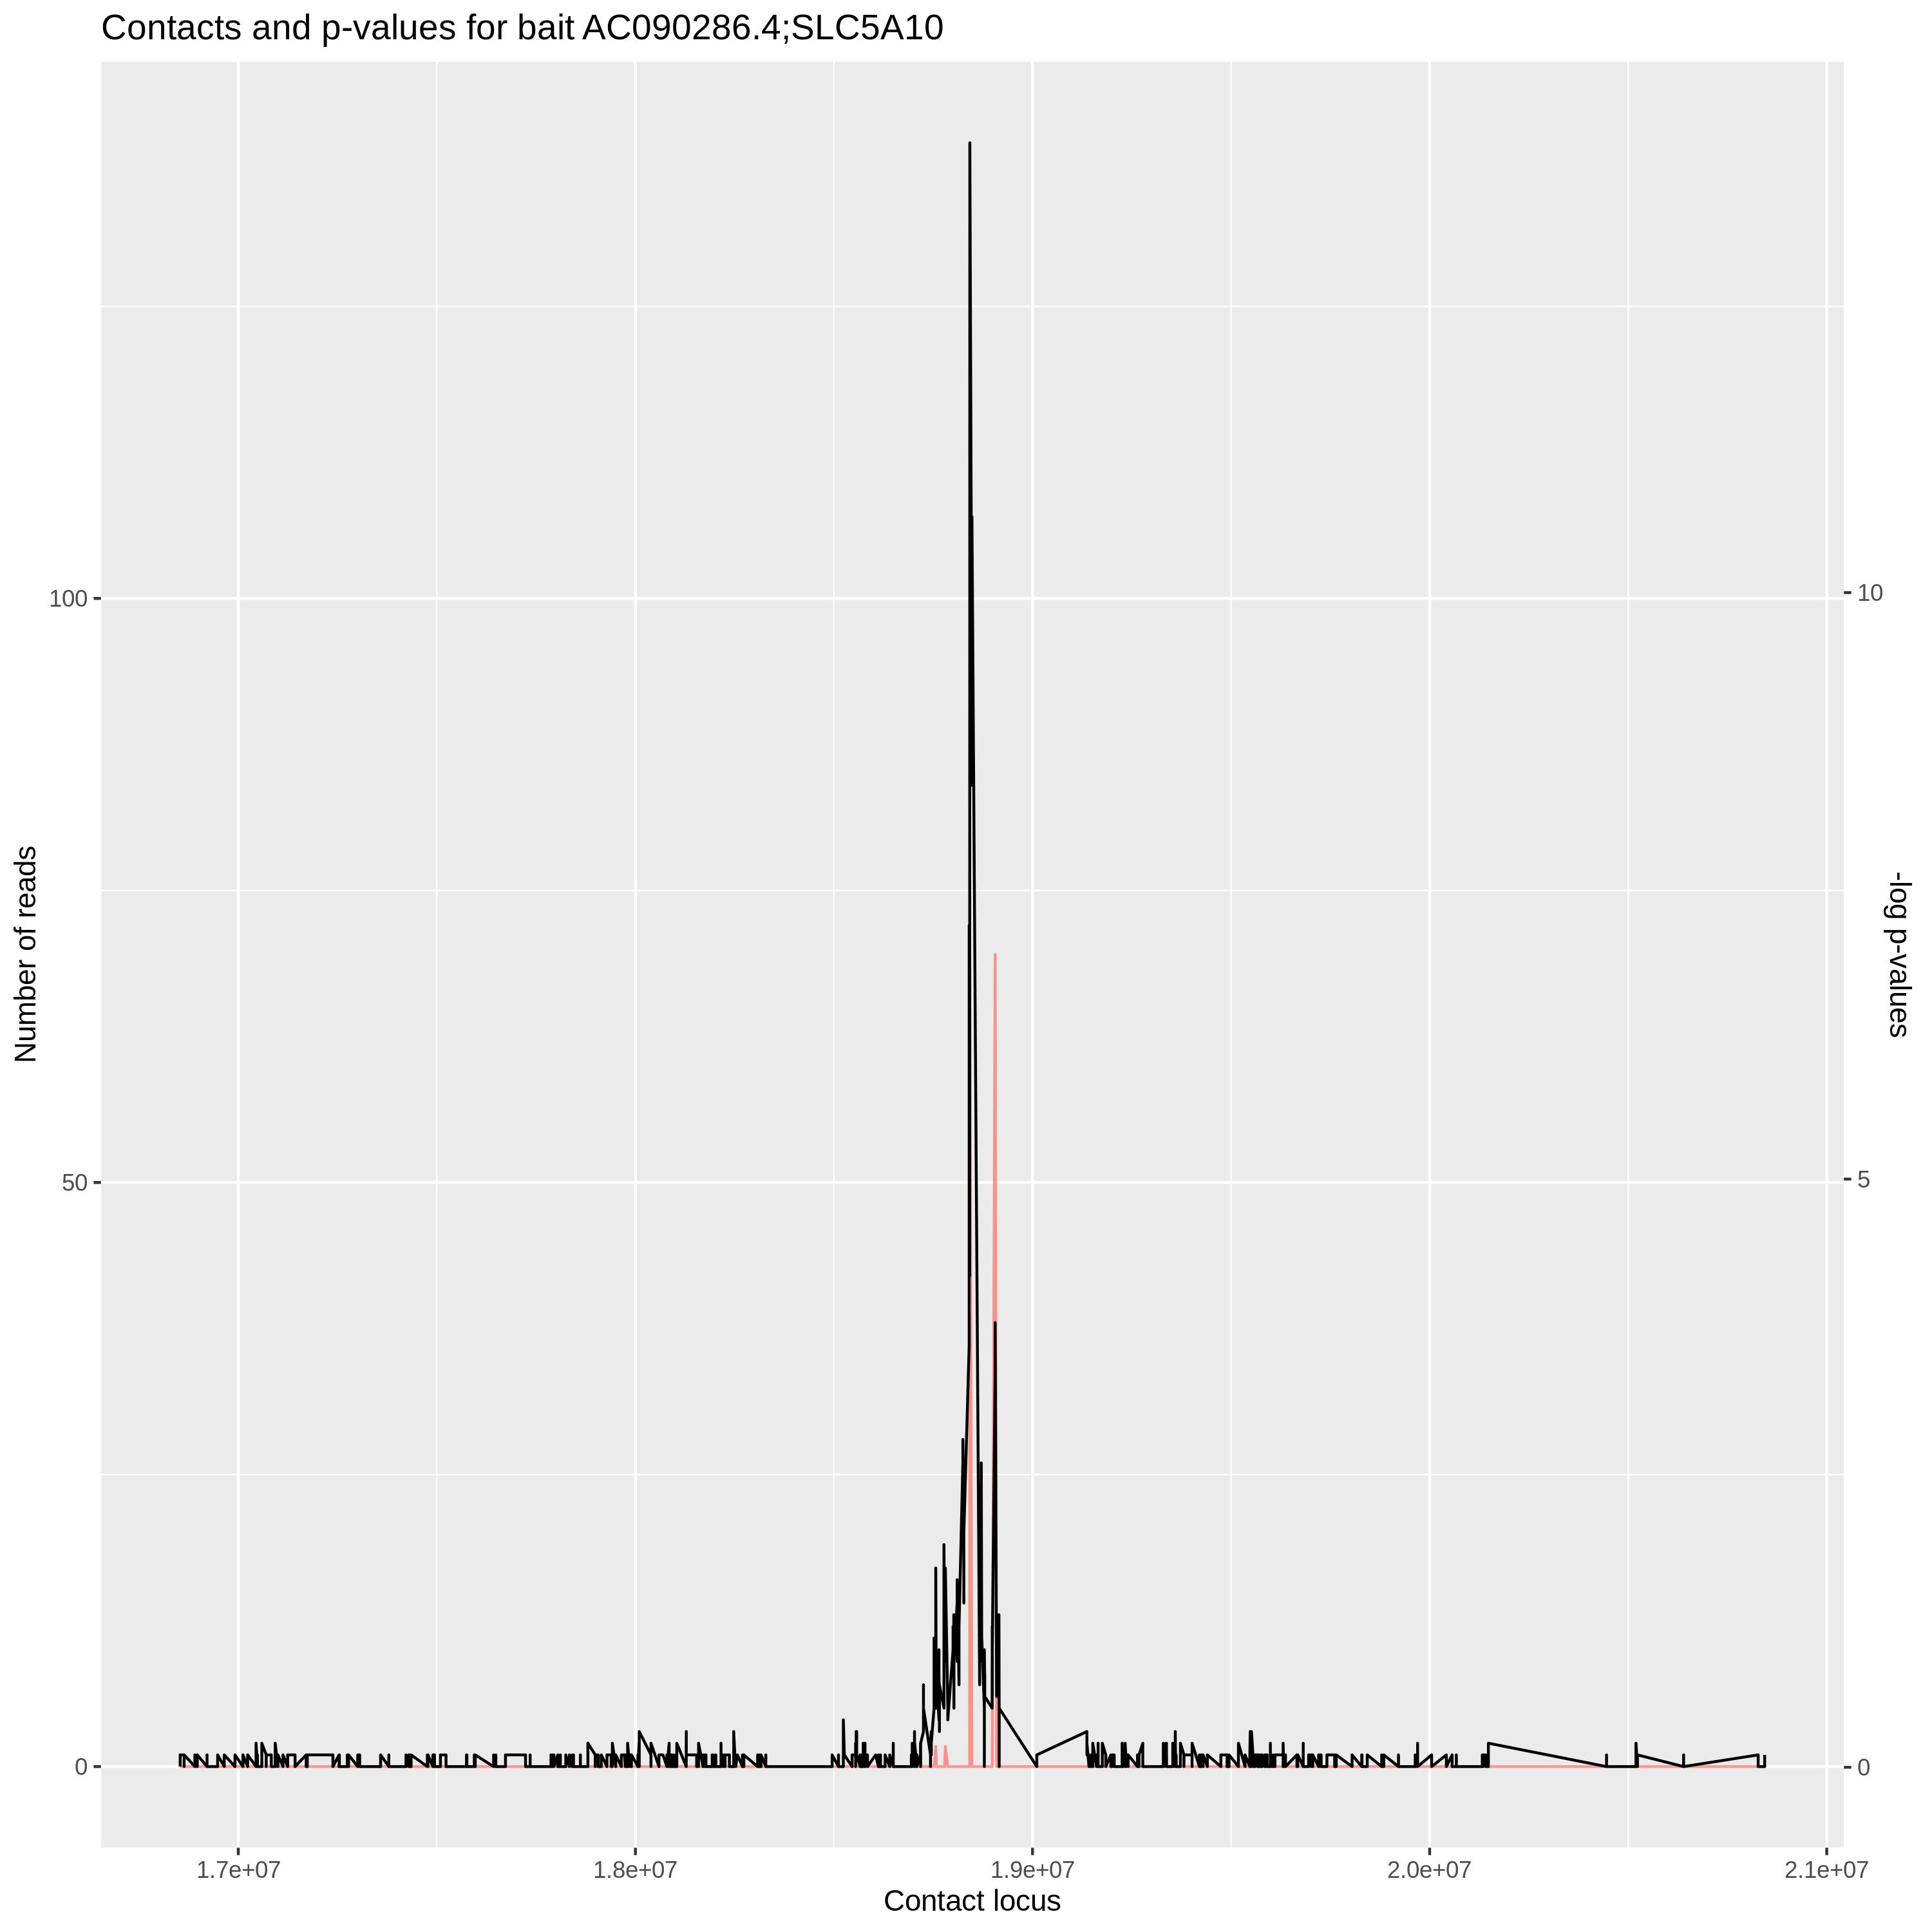 Contacts and p-values for bait AC090286.4;SLC5A10
Number of reads
100
50
0
10
5
0
-log p-values
1.7e+07 1.8e+07 1.9e+07 2.0e+07 2.1e+07
Contact locus